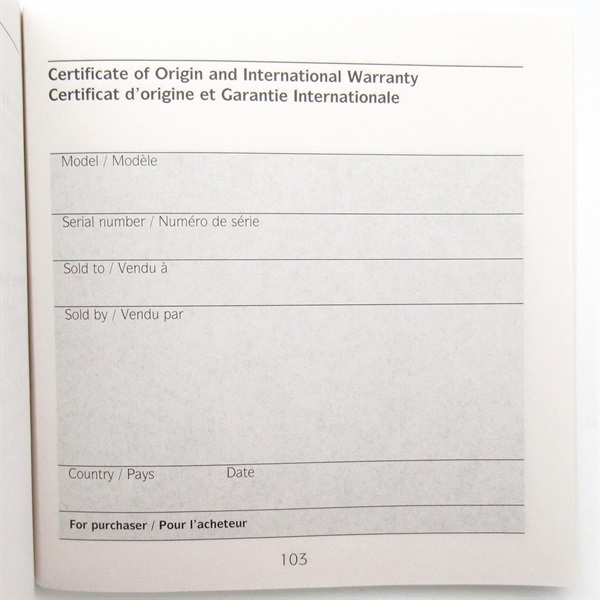 Certificate of Origin and International Warranty
Certificat d'origine et Garantie Internationale
Model / Modèle
Serial number / Numéro de série
Sold to / Vendu à
Sold by / Vendu par
Country / Pays Date
For purchaser / Pour l'acheteur
103